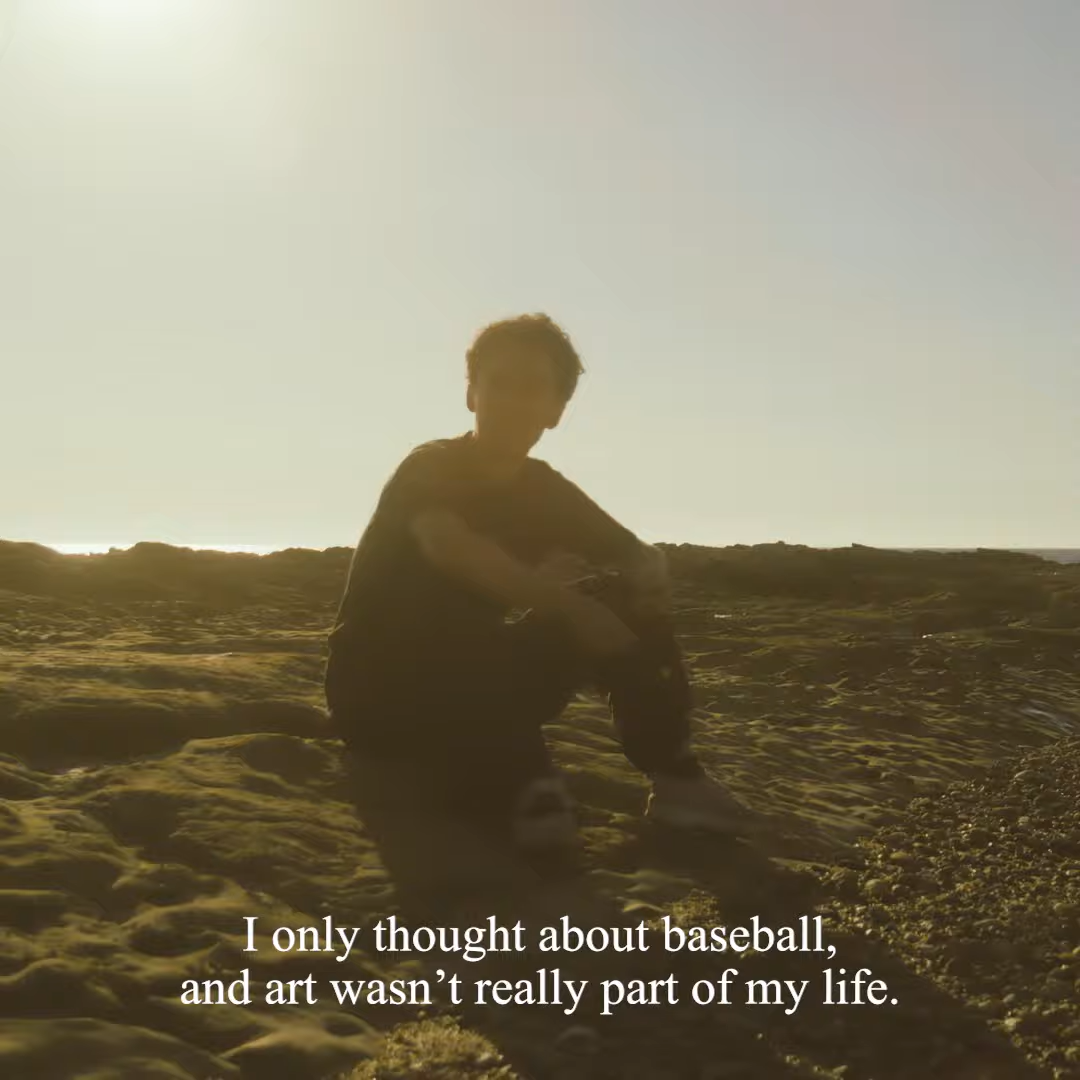 I only thought about baseball,
and art wasn’t really part of my life.